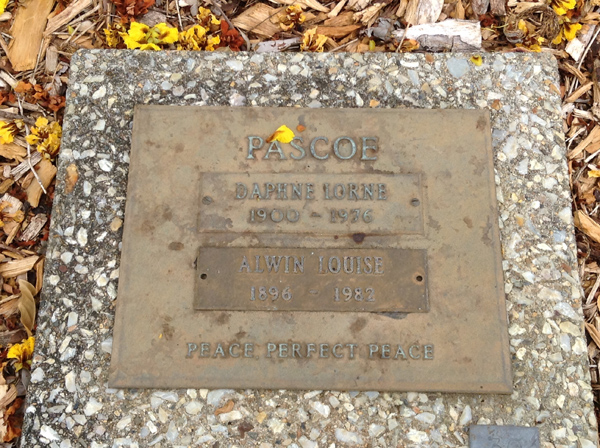 PASCOE
DAPHNE LORNE
1900 - 1976
ALWIN LOUISE
1896 - 1982
PEACE PERFECT PEACE